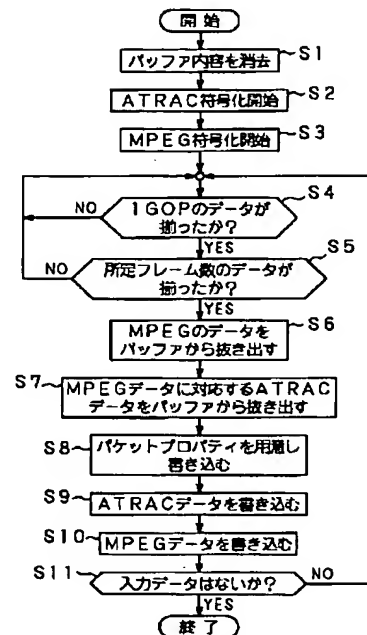 開始
バッファ内容を消去
S1
ATRAC符号化開始
S2
MPEG符号化開始
S3
NO
1GOPのデータが
揃ったか?
S4
YES
NO
所定フレーム数のデータが
揃ったか?
S5
YES
MPEGのデータを
バッファから抜き出す
S6
S7
MPEGデータに対応するATRAC
データをバッファから抜き出す
S8
パケットプロパティを用意し
書き込む
S9
ATRACデータを書き込む
S10
MPEGデータを書き込む
S11
入力データはないか?
NO
YES
終了